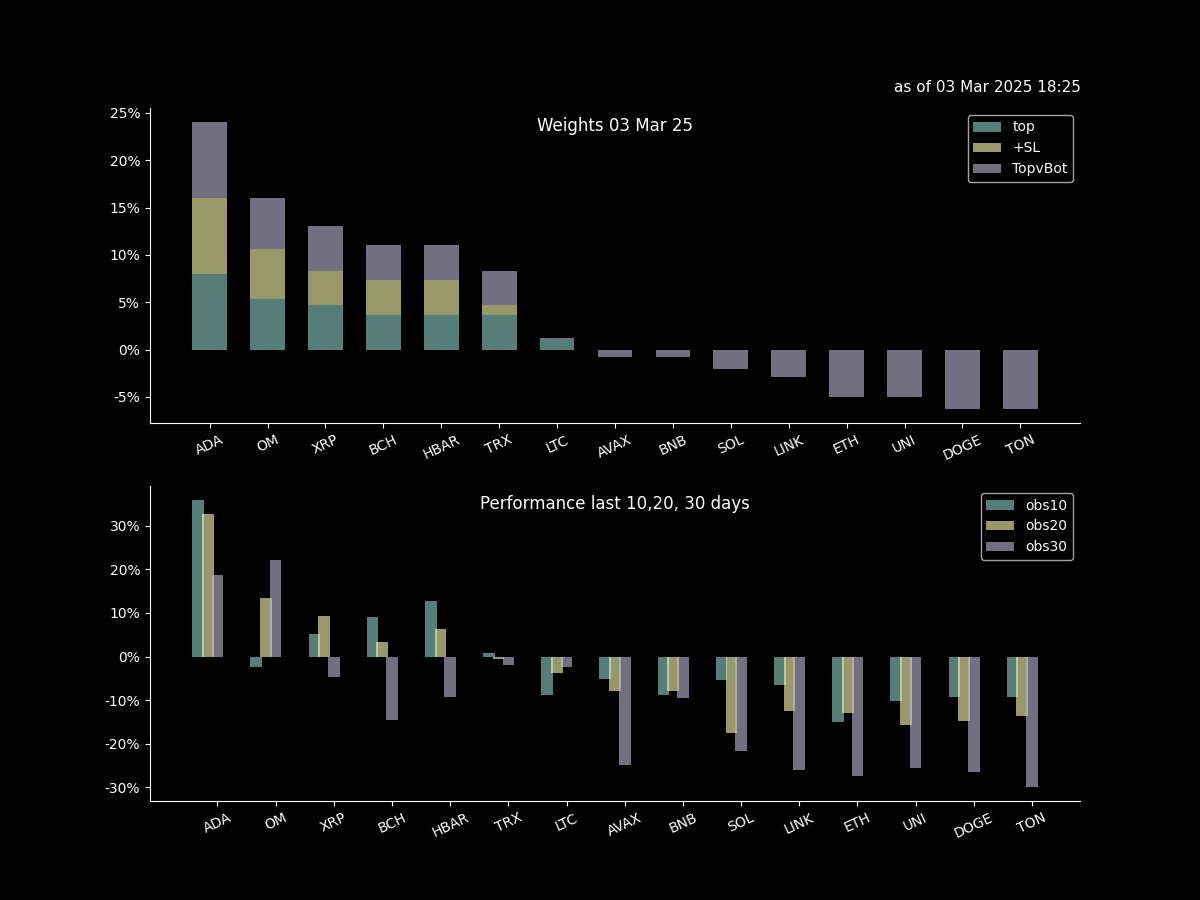 as of 03 Mar 2025 18:25
Weights 03 Mar 25
top
+SL
TopvBot
25%
20%
15%
10%
5%
0%
-5%
ADA OM XRP BCH HBAR TRX LTC AVAX BNB SOL LINK ETH UNI DOGE TON
Performance last 10,20, 30 days
obs10
obs20
obs30
30%
20%
10%
0%
-10%
-20%
-30%
ADA OM XRP BCH HBAR TRX LTC AVAX BNB SOL LINK ETH UNI DOGE TON